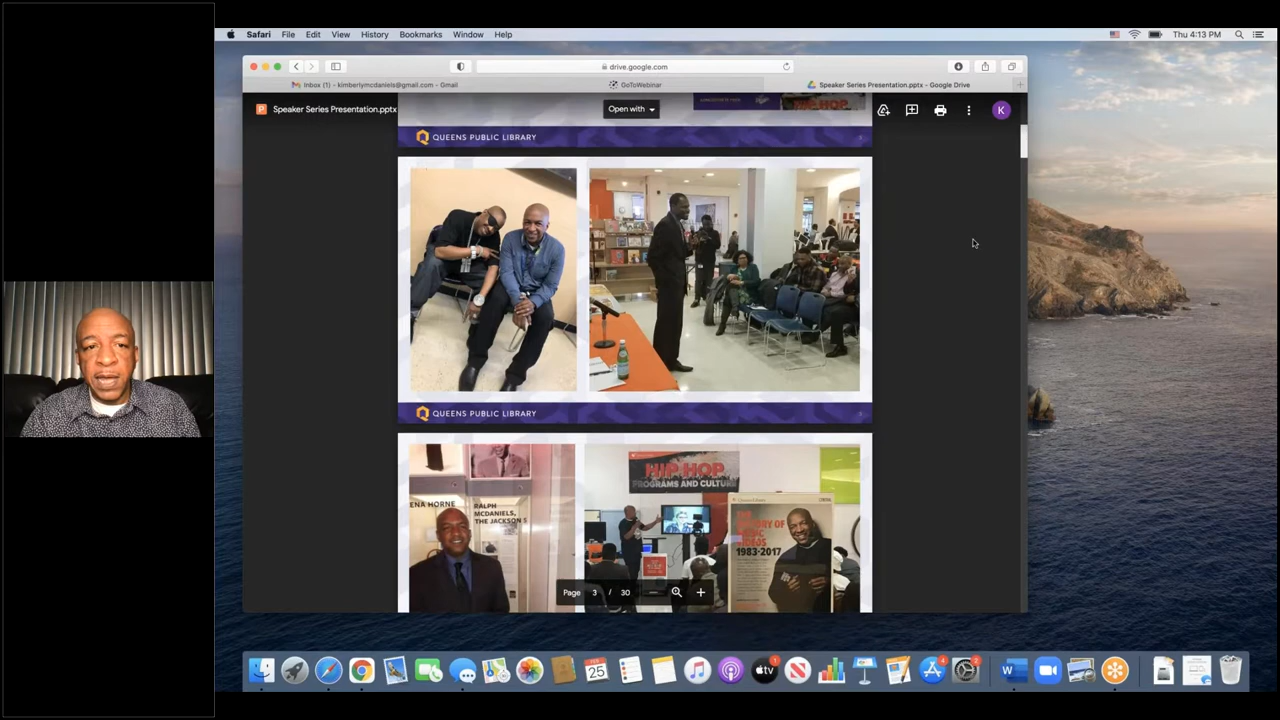 Safari File Edit View History Bookmarks Window Help Thu 4:13 PM
drive.google.com
Inbox (1) - kimberlymcdaniels@gmail.com - Gmail GoToWebinar Speaker Series Presentation.pptx - Google Drive
P Speaker Series Presentation.pptx Open with K
QUEENS PUBLIC LIBRARY
QUEENS PUBLIC LIBRARY
ENA HORNE
RALPH
MCDANIELS,
THE JACKSON 5
HIP HOP
PROGRAMS AND CULTURE
1983-2017
Page 3 / 30
FEB
25
tv
W